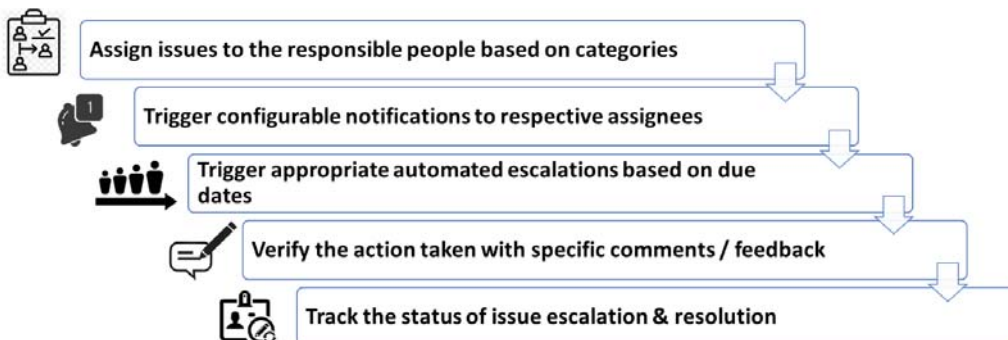 Assign issues to the responsible people based on categories
1
Trigger configurable notifications to respective assignees
Trigger appropriate automated escalations based on due
dates
Verify the action taken with specific comments / feedback
Track the status of issue escalation & resolution